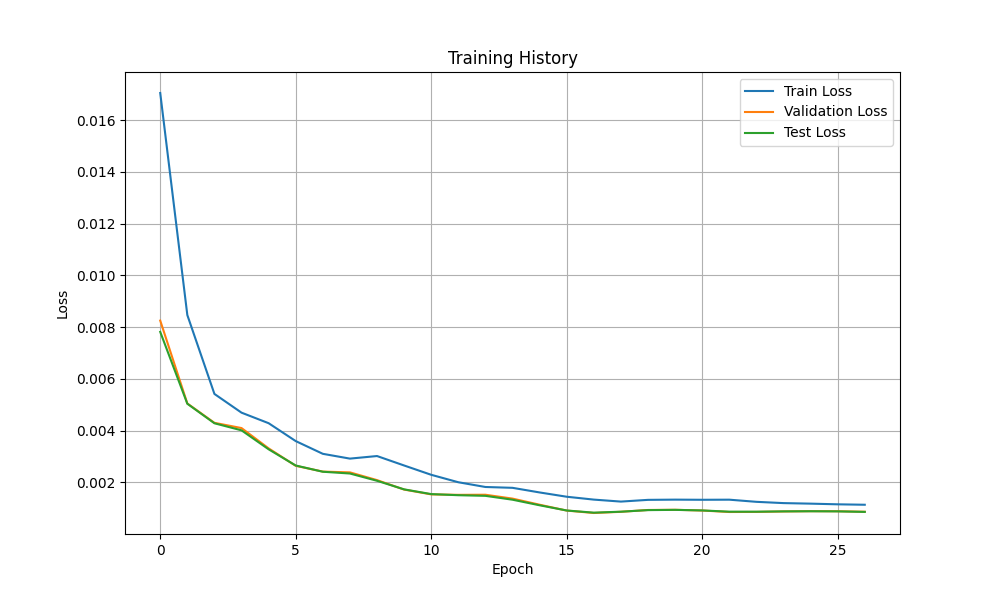 Training History
Train Loss
Validation Loss
Test Loss
0.016
0.014
0.012
0.010
0.008
0.006
0.004
0.002
Loss
0 5 10 15 20 25
Epoch